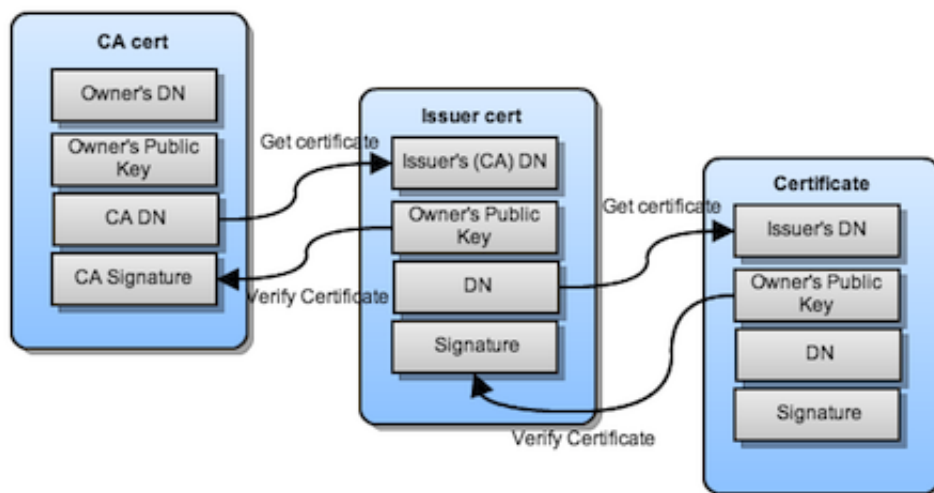 CA cert
Owner's DN
Owner's Public
Key
CA DN
CA Signature
Get certificate
Verify Certificate
Issuer cert
Issuer's (CA) DN
Owner's Public
Key
DN
Signature
Get certificate
Verify Certificate
Certificate
Issuer's DN
Owner's Public
Key
DN
Signature